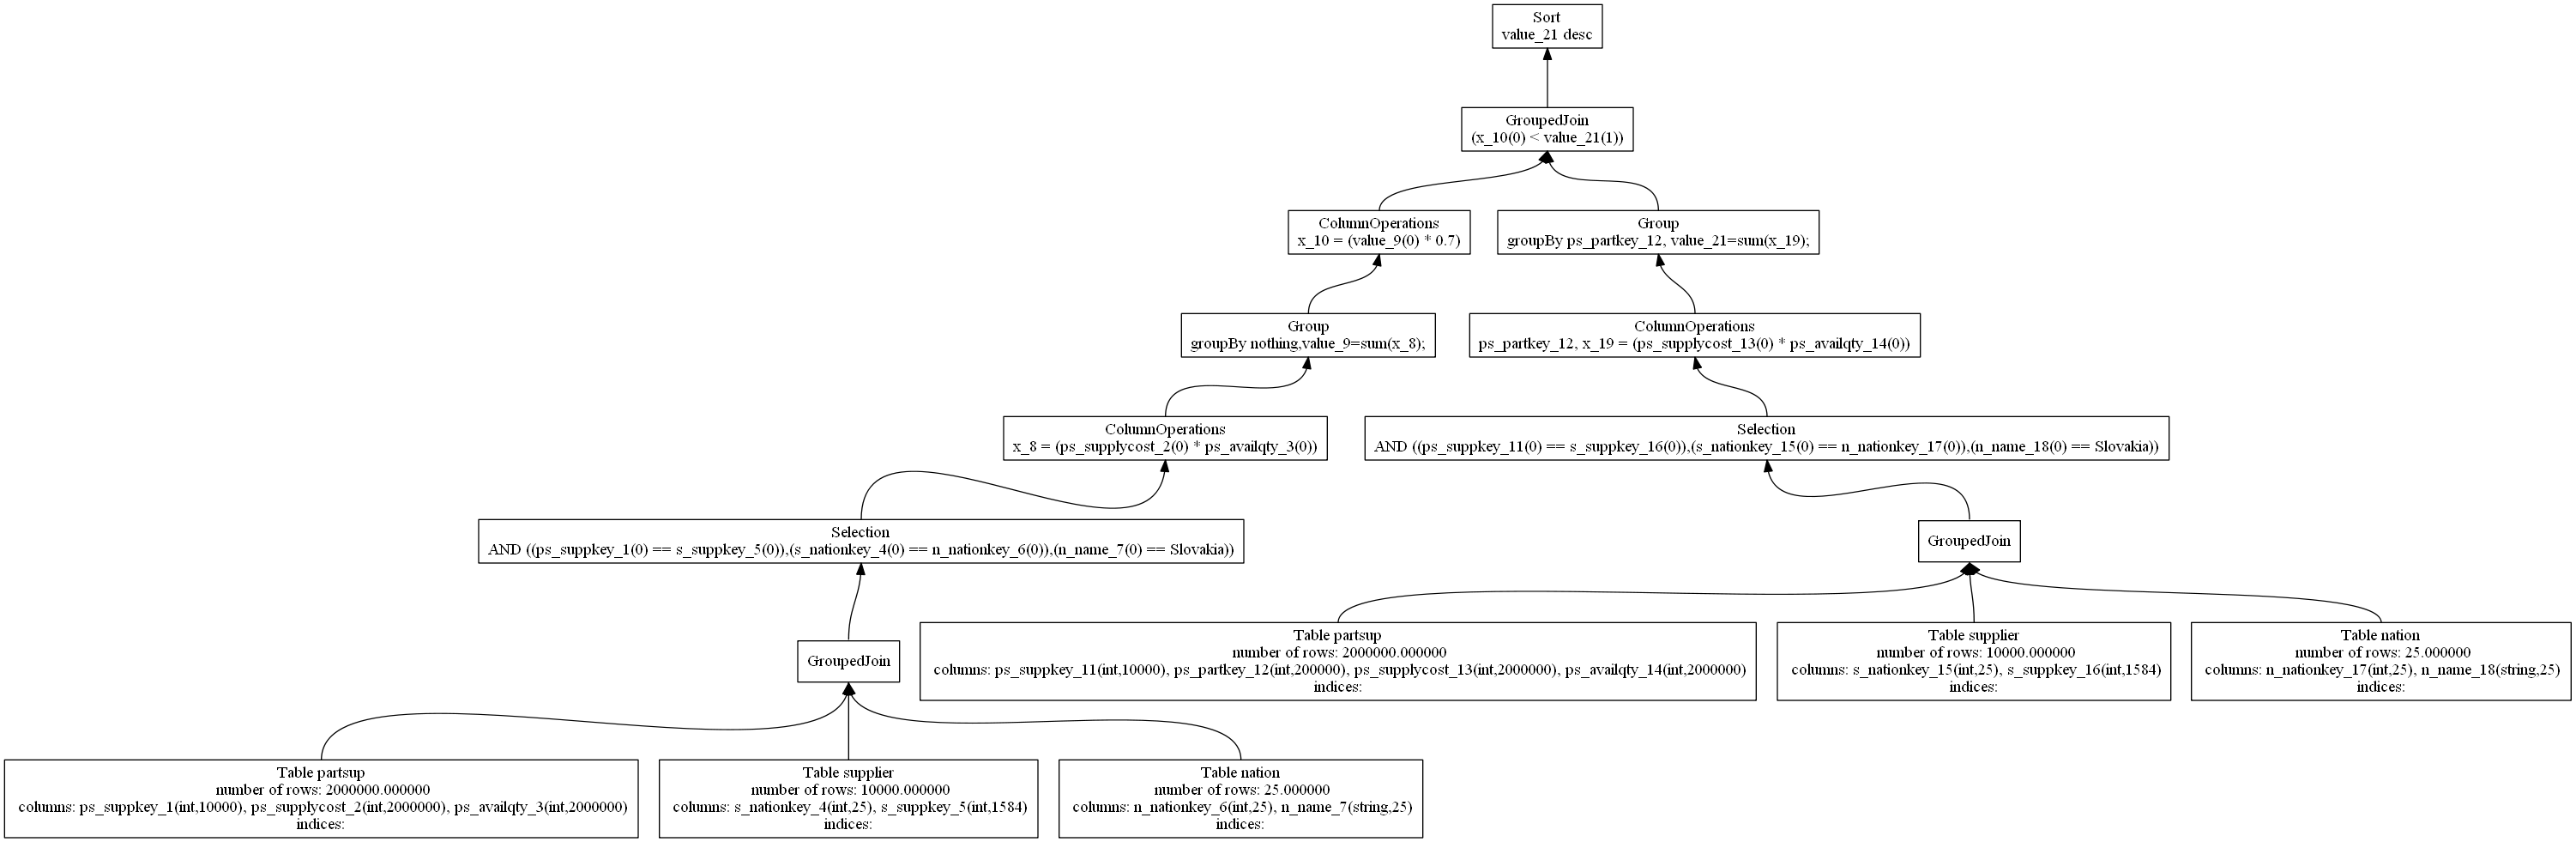 Sort
value_21 desc
GroupedJoin
(x_10(0) < value_21(1))
ColumnOperations
x_10 = (value_9(0) * 0.7)
Group
groupBy ps_partkey_12, value_21=sum(x_19);
Group
groupBy nothing,value_9=sum(x_8);
ColumnOperations
ps_partkey_12, x_19 = (ps_supplycost_13(0) * ps_availqty_14(0))
ColumnOperations
x_8 = (ps_supplycost_2(0) * ps_availqty_3(0))
Selection
AND ((ps_suppkey_11(0) == s_suppkey_16(0)),(s_nationkey_15(0) == n_nationkey_17(0)),(n_name_18(0) == Slovakia))
Selection
AND ((ps_suppkey_1(0) == s_suppkey_5(0)),(s_nationkey_4(0) == n_nationkey_6(0)),(n_name_7(0) == Slovakia))
GroupedJoin
GroupedJoin
Table partsup
number of rows: 2000000.000000
columns: ps_suppkey_11(int,10000), ps_partkey_12(int,200000), ps_supplycost_13(int,2000000), ps_availqty_14(int,2000000)
indices:
Table supplier
number of rows: 10000.000000
columns: s_nationkey_15(int,25), s_suppkey_16(int,1584)
indices:
Table nation
number of rows: 25.000000
columns: n_nationkey_17(int,25), n_name_18(string,25)
indices:
Table partsup
number of rows: 2000000.000000
columns: ps_suppkey_1(int,10000), ps_supplycost_2(int,2000000), ps_availqty_3(int,2000000)
indices:
Table supplier
number of rows: 10000.000000
columns: s_nationkey_4(int,25), s_suppkey_5(int,1584)
indices:
Table nation
number of rows: 25.000000
columns: n_nationkey_6(int,25), n_name_7(string,25)
indices: